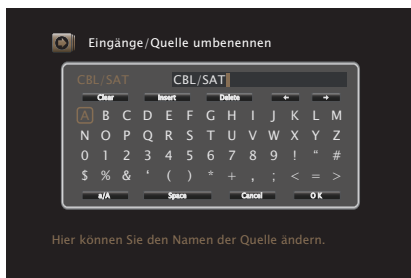 Eingänge/Quelle umbenennen
CBL/SAT CBL/SAT
Clear Insert Delete ← →
A B C D E F G H I J K L M
N O P Q R S T U V W X Y Z
0 1 2 3 4 5 6 7 8 9 ! “ #
$ % & ‘ ( ) * + , ; < = >
a/A Space Cancel OK
Hier können Sie den Namen der Quelle ändern.